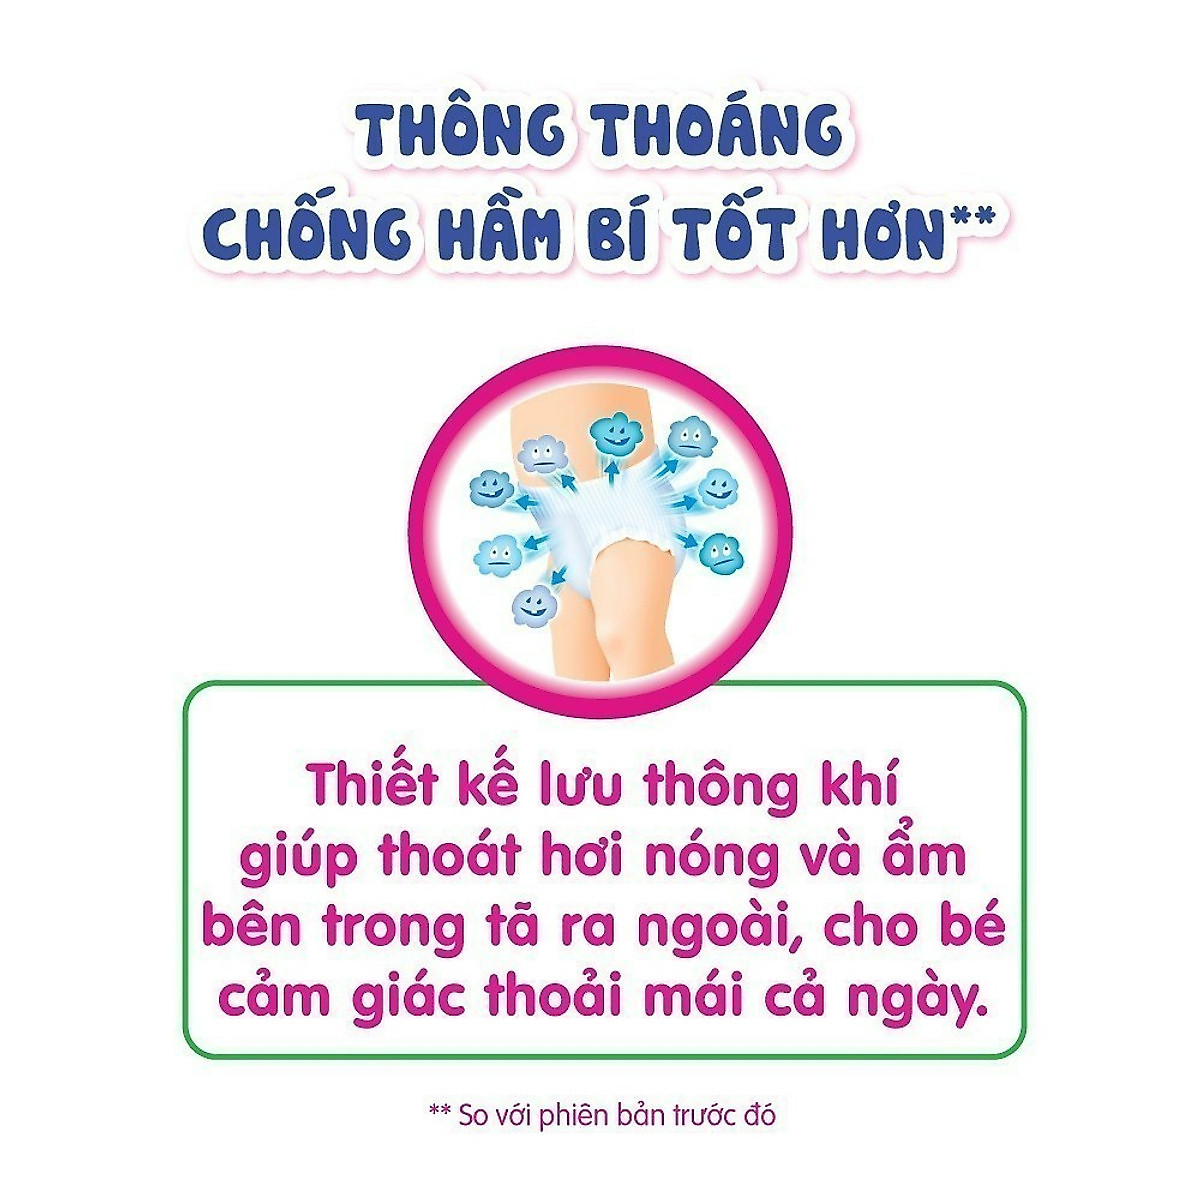 THÔNG THOÁNG
CHỐNG HẦM BÍ TỐT HƠN**
Thiết kế lưu thông khí
giúp thoát hơi nóng và ẩm
bên trong tã ra ngoài, cho bé
cảm giác thoải mái cả ngày.
** So với phiên bản trước đó